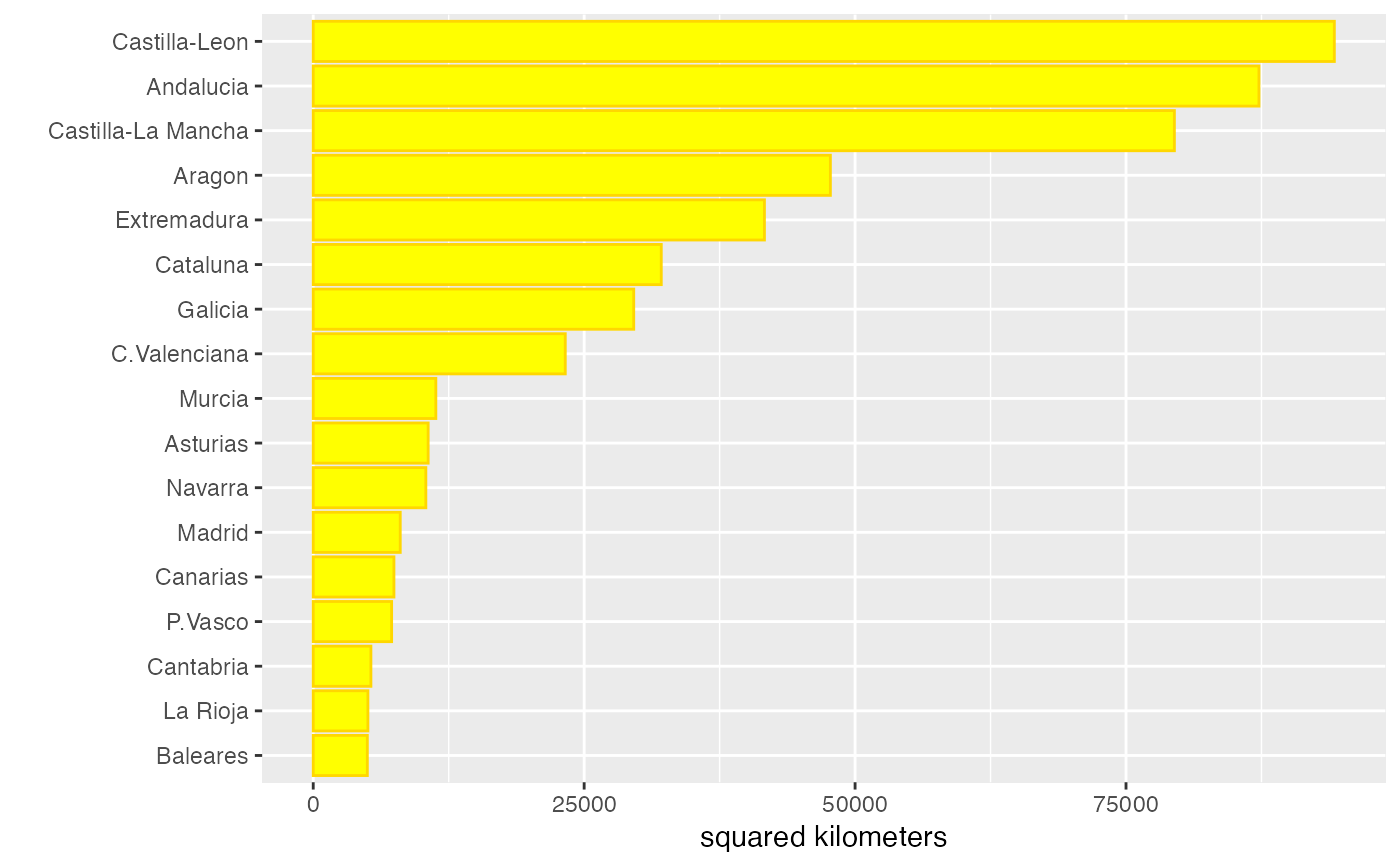 Castilla-Leon
Andalucia
Castilla-La Mancha
Aragon
Extremadura
Cataluna
Galicia
C.Valenciana
Murcia
Asturias
Navarra
Madrid
Canarias
P.Vasco
Cantabria
La Rioja
Baleares
0 25000 50000 75000
squared kilometers